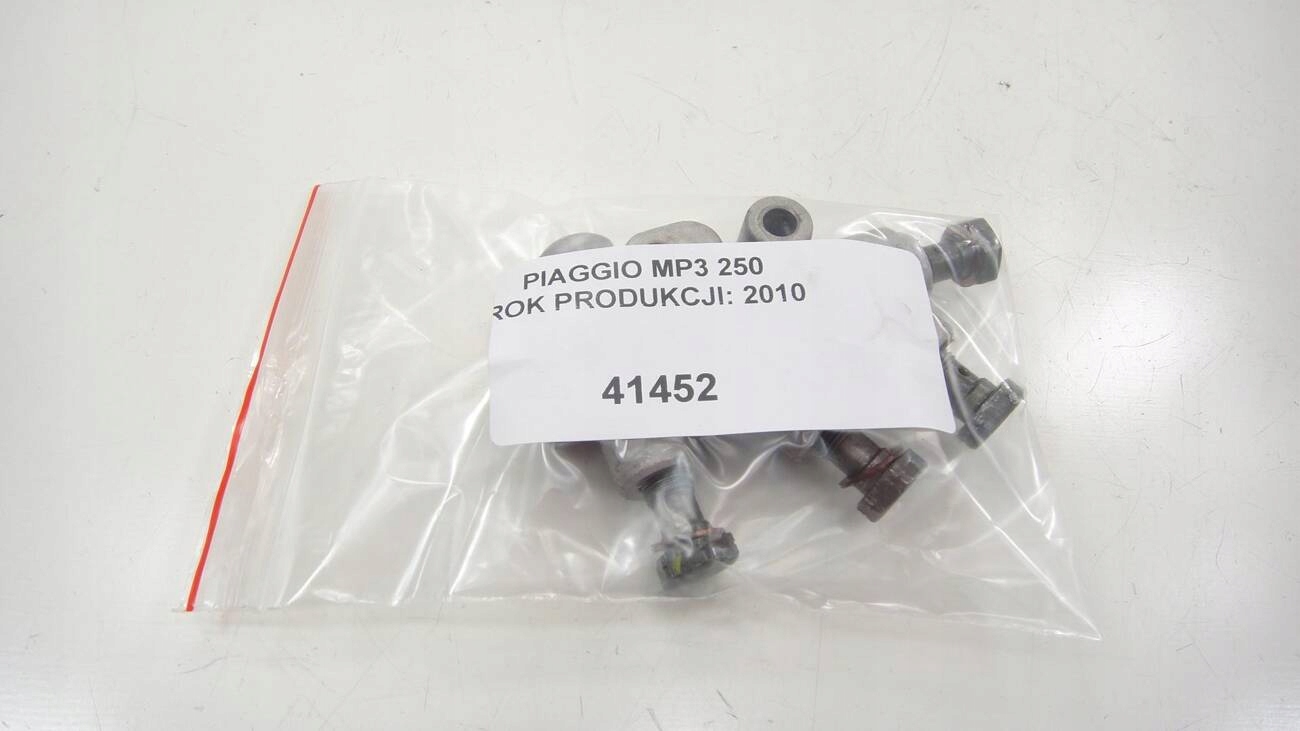 PIAGGIO MP3 250
ROK PRODUKCJI: 2010
41452